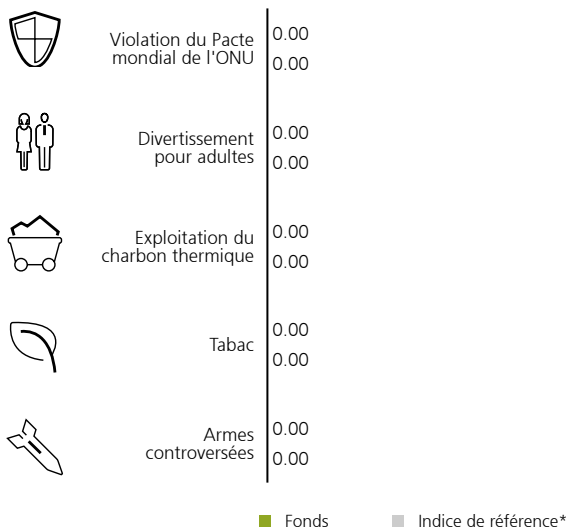 Violation du Pacte
mondial de l'ONU
0.00
0.00
Divertissement
pour adultes
0.00
0.00
Exploitation du
charbon thermique
0.00
0.00
Tabac
0.00
0.00
Armes
controversées
0.00
0.00
Fonds
Indice de référence*